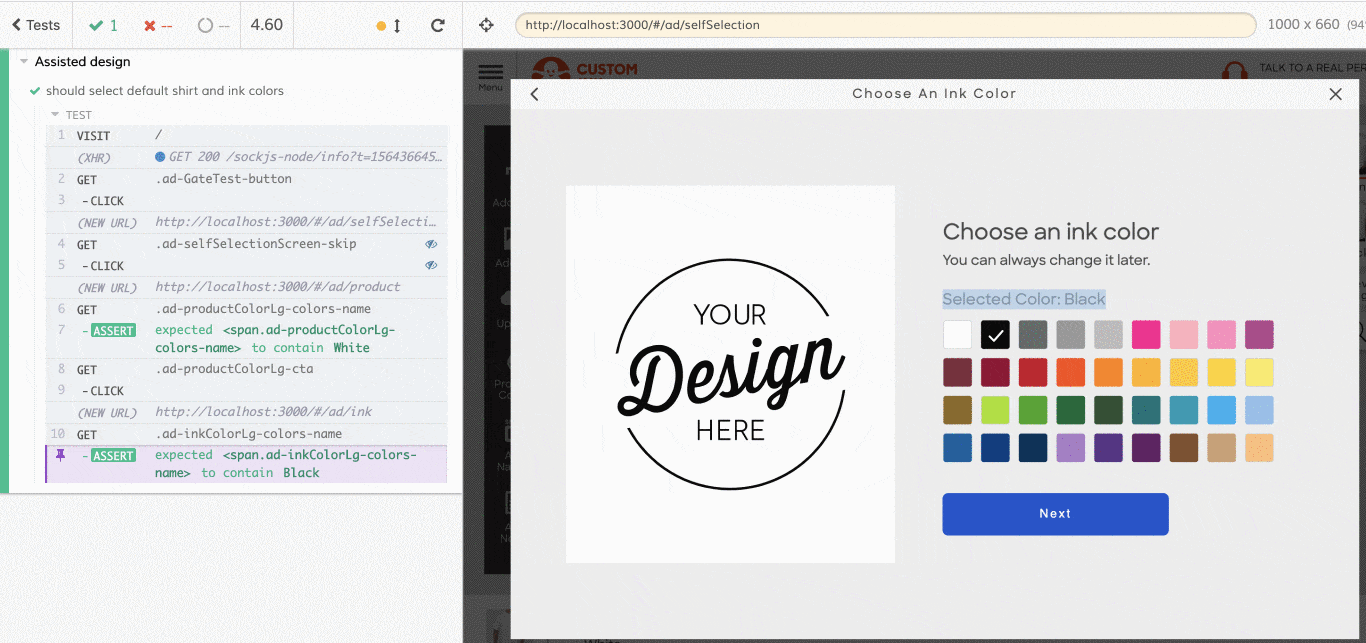 Tests
1
--
--
4.60
http://localhost:3000/#/ad/selfSelection
1000 x 660 (94
Assisted design
should select default shirt and ink colors
TEST
1 VISIT /
(XHR) GET 200 /sockjs-node/info?t=156436645…
2 GET .ad-GateTest-button
3 - CLICK
(NEW URL) http://localhost:3000/#/ad/selfSelecti…
4 GET .ad-selfSelectionScreen-skip
5 - CLICK
(NEW URL) http://localhost:3000/#/ad/product
6 GET .ad-productColorLg-colors-name
7 - ASSERT expected <span.ad-productColorLg-
colors-name> to contain White
8 GET .ad-productColorLg-cta
9 - CLICK
(NEW URL) http://localhost:3000/#/ad/ink
10 GET .ad-inkColorLg-colors-name
- ASSERT expected <span.ad-inkColorLg-colors-
name> to contain Black
Menu
CUSTOM
TALK TO A REAL PER
Choose An Ink Color
YOUR
Design
HERE
Choose an ink color
You can always change it later.
Selected Color: Black
Next